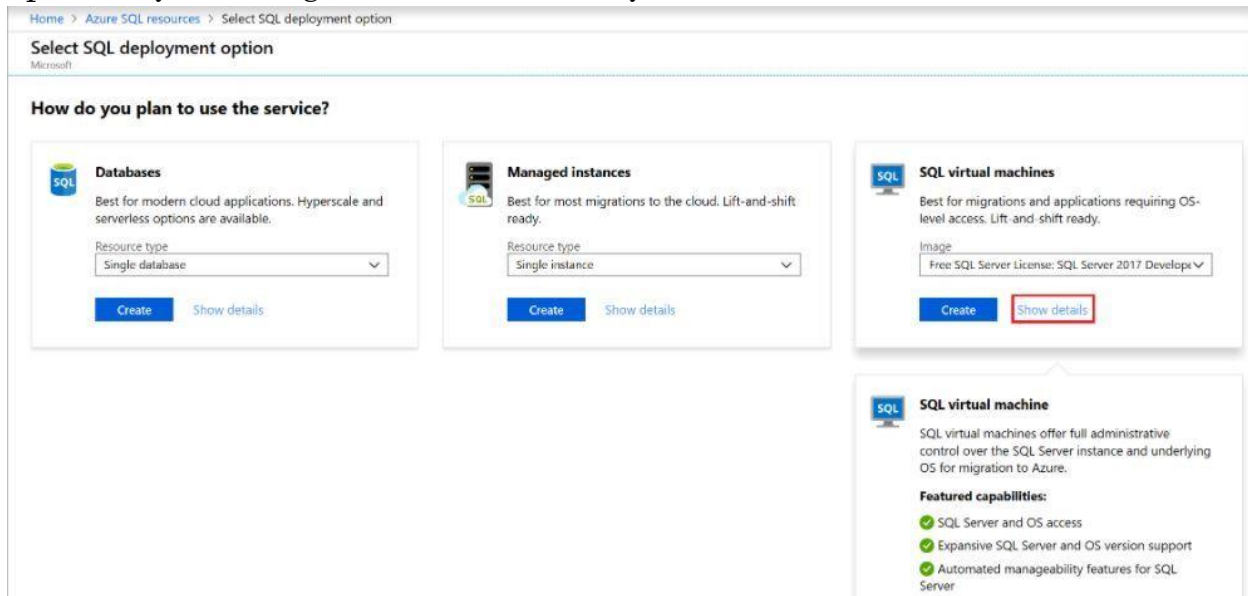 Home > Azure SQL resources > Select SQL deployment option
Select SQL deployment option
Microsoft
How do you plan to use the service?
SQL
Databases
Best for modern cloud applications. Hyperscale and
serverless options are available.
Resource type
Single database
Create Show details
SQL
Managed instances
Best for most migrations to the cloud. Lift-and-shift
ready.
Resource type
Single instance
Create Show details
SQL
SQL virtual machines
Best for migrations and applications requiring OS-
level access. Lift-and-shift ready.
Image
Free SQL Server License: SQL Server 2017 Develope
Create Show details
SQL
SQL virtual machine
SQL virtual machines offer full administrative
control over the SQL Server instance and underlying
OS for migration to Azure.
Featured capabilities:
SQL Server and OS access
Expansive SQL Server and OS version support
Automated manageability features for SQL
Server